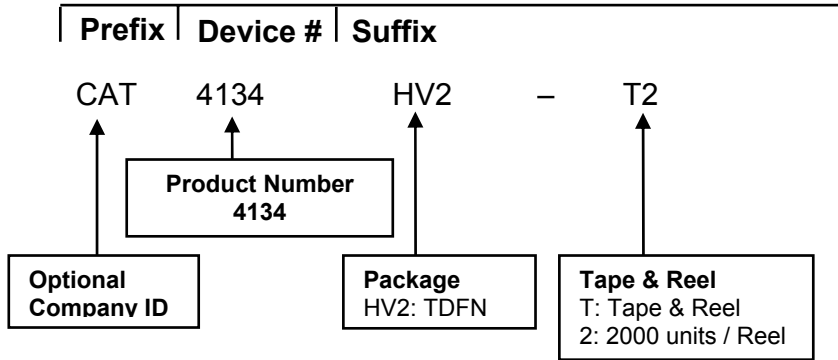 Prefix Device # Suffix
CAT 4134 HV2 – T2
Product Number
4134
Optional
Company ID
Package
HV2: TDFN
Tape & Reel
T: Tape & Reel
2: 2000 units / Reel